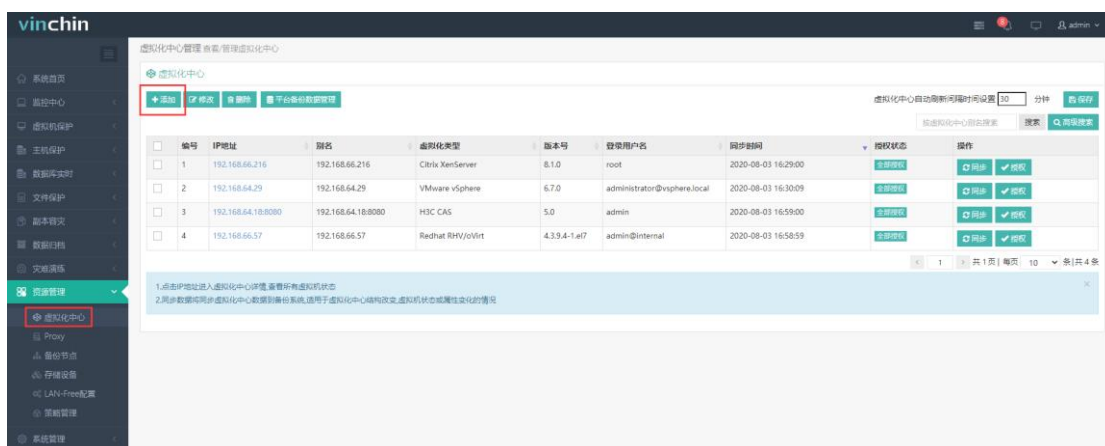 vinchin
8
admin
虚拟化中心管理 查看/管理虚拟化中心
系统首页
监控中心
虚拟机保护
主机保护
数据库实时
文件保护
副本容灾
数据归档
灾难演练
资源管理
虚拟化中心
Proxy
备份节点
存储设备
LAN-Free配置
策略管理
系统管理
虚拟化中心
+添加 修改 删除 平台备份数据管理
虚拟化中心自动刷新间隔时间设置 30 分钟 保存
按虚拟化中心别名搜索 搜索 高级搜索
编号 IP地址 别名 虚拟化类型 版本号 登录用户名 同步时间 授权状态 操作
1 192.168.66.216 192.168.66.216 Citrix XenServer 8.1.0 root 2020-08-03 16:29:00 全部授权 同步 授权
2 192.168.64.29 192.168.64.29 VMware vSphere 6.7.0 administrator@vsphere.local 2020-08-03 16:30:09 全部授权 同步 授权
3 192.168.64.18:8080 192.168.64.18:8080 H3C CAS 5.0 admin 2020-08-03 16:59:00 全部授权 同步 授权
4 192.168.66.57 192.168.66.57 Redhat RHV/oVirt 4.3.9.4-1.el7 admin@internal 2020-08-03 16:58:59 全部授权 同步 授权
< 1 > 共1页|每页 10 条|共4条
1.点击IP地址进入虚拟化中心详情,查看所有虚拟机状态
2.同步数据将同步虚拟化中心数据到备份系统,适用于虚拟化中心结构改变,虚拟机状态或属性变化的情况